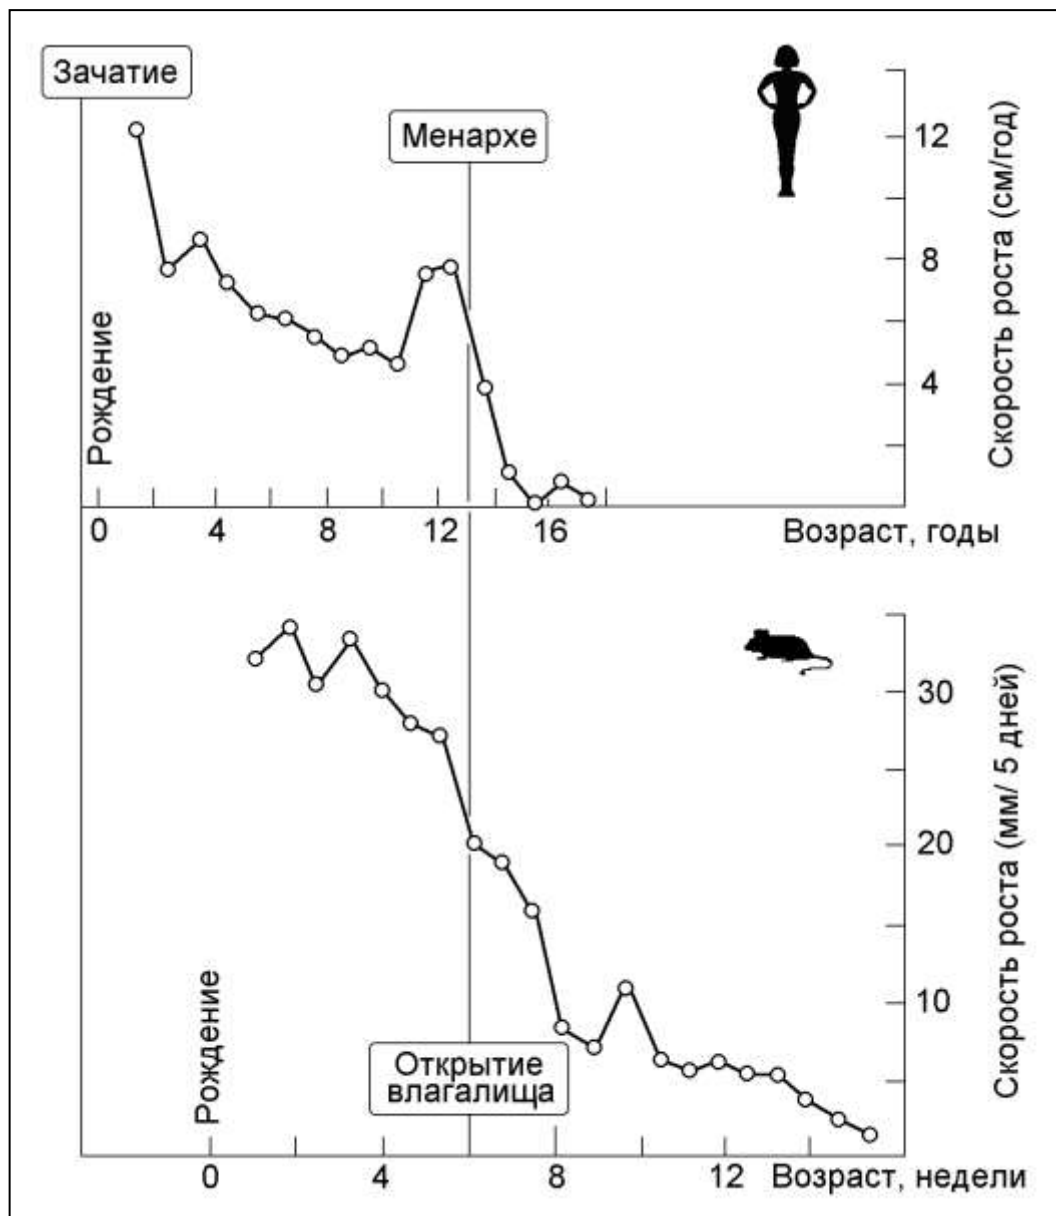 Зачатие
Менархе
Рождение
12
8
4
Скорость роста (см/год)
0
4
8
12
16
Возраст, годы
30
20
10
Скорость роста (мм/ 5 дней)
Рождение
Открытие
влагалища
0
4
8
12
Возраст, недели